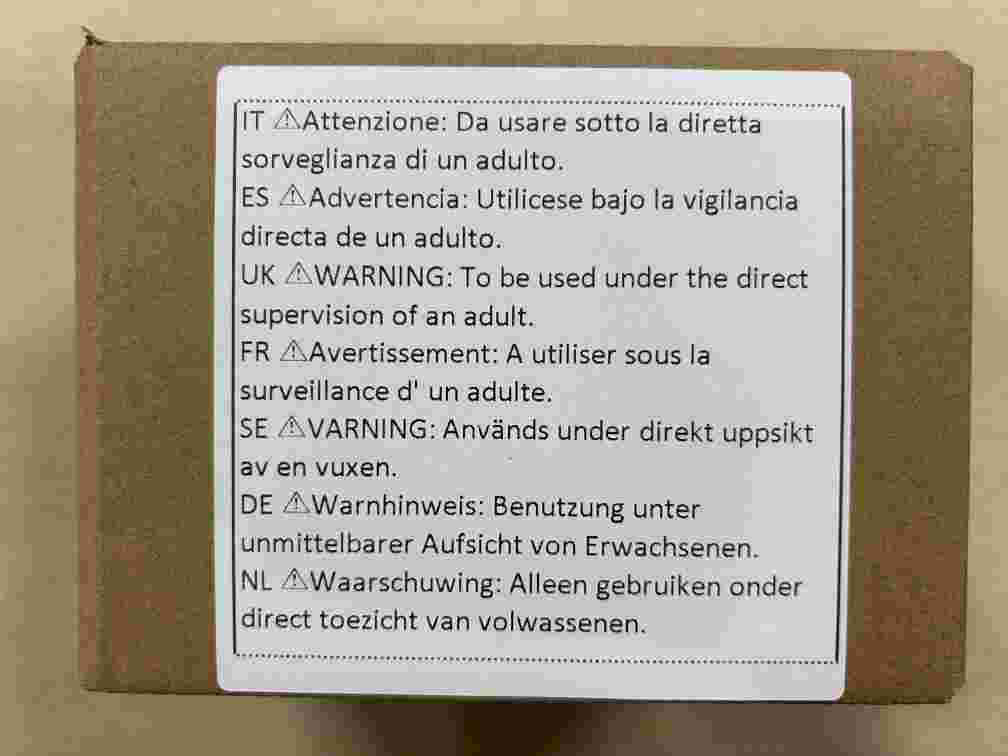 IT ⚠Attenzione: Da usare sotto la diretta
sorveglianza di un adulto.
ES ⚠Advertencia: Utilicese bajo la vigilancia
directa de un adulto.
UK ⚠WARNING: To be used under the direct
supervision of an adult.
FR ⚠Avertissement: A utiliser sous la
surveillance d' un adulte.
SE ⚠VARNING: Används under direkt uppsikt
av en vuxen.
DE ⚠Warnhinweis: Benutzung unter
unmittelbarer Aufsicht von Erwachsenen.
NL ⚠Waarschuwing: Alleen gebruiken onder
direct toezicht van volwassenen.